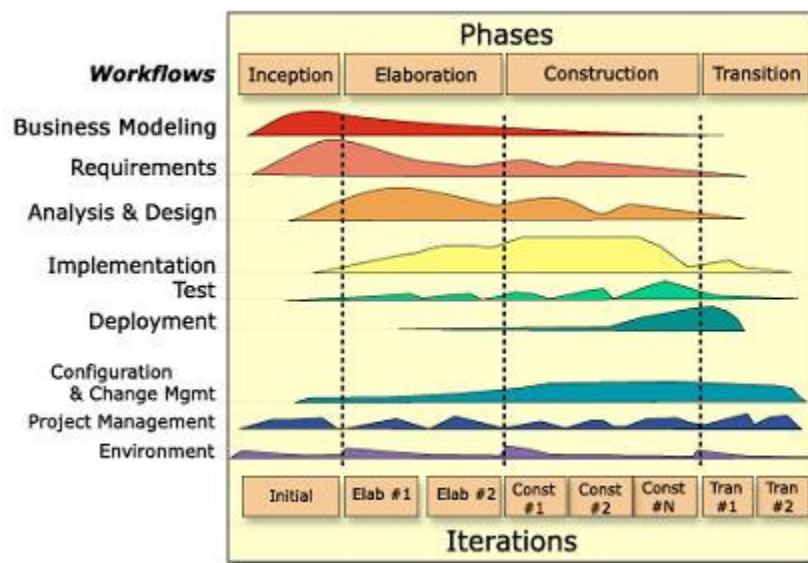 Phases
Workflows
Inception
Elaboration
Construction
Transition
Business Modeling
Requirements
Analysis & Design
Implementation
Test
Deployment
Configuration
& Change Mgmt
Project Management
Environment
Initial
Elab #1
Elab #2
Const
#1
Const
#2
Const
#N
Tran
#1
Tran
#2
Iterations